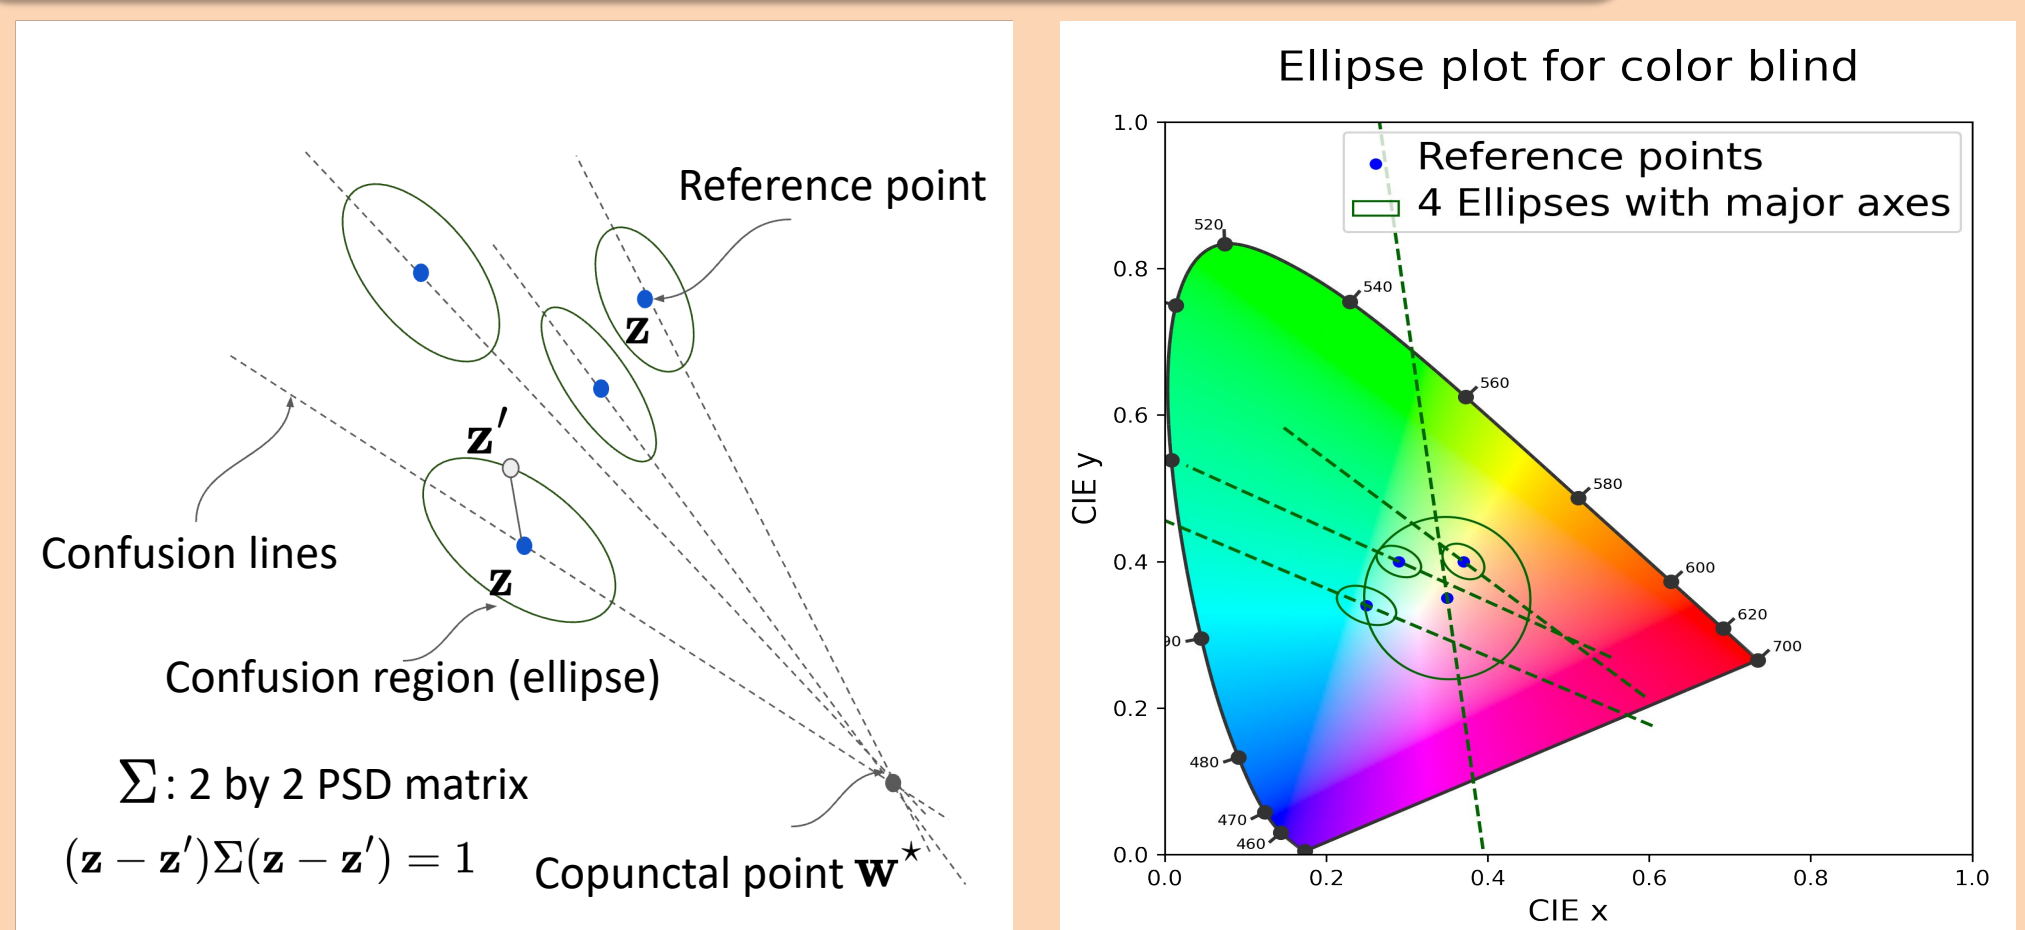 Reference point
z
z′
z
Confusion lines
Confusion region (ellipse)
Σ: 2 by 2 PSD matrix
(z − z′)Σ(z − z′) = 1
Copunctal point w⋆
Ellipse plot for color blind
Reference points
4 Ellipses with major axes
CIE y
1.0
0.8
0.6
0.4
0.2
0.0
520
540
560
580
600
620
700
90
480
470
460
0.0 0.2 0.4 0.6 0.8 1.0
CIE x